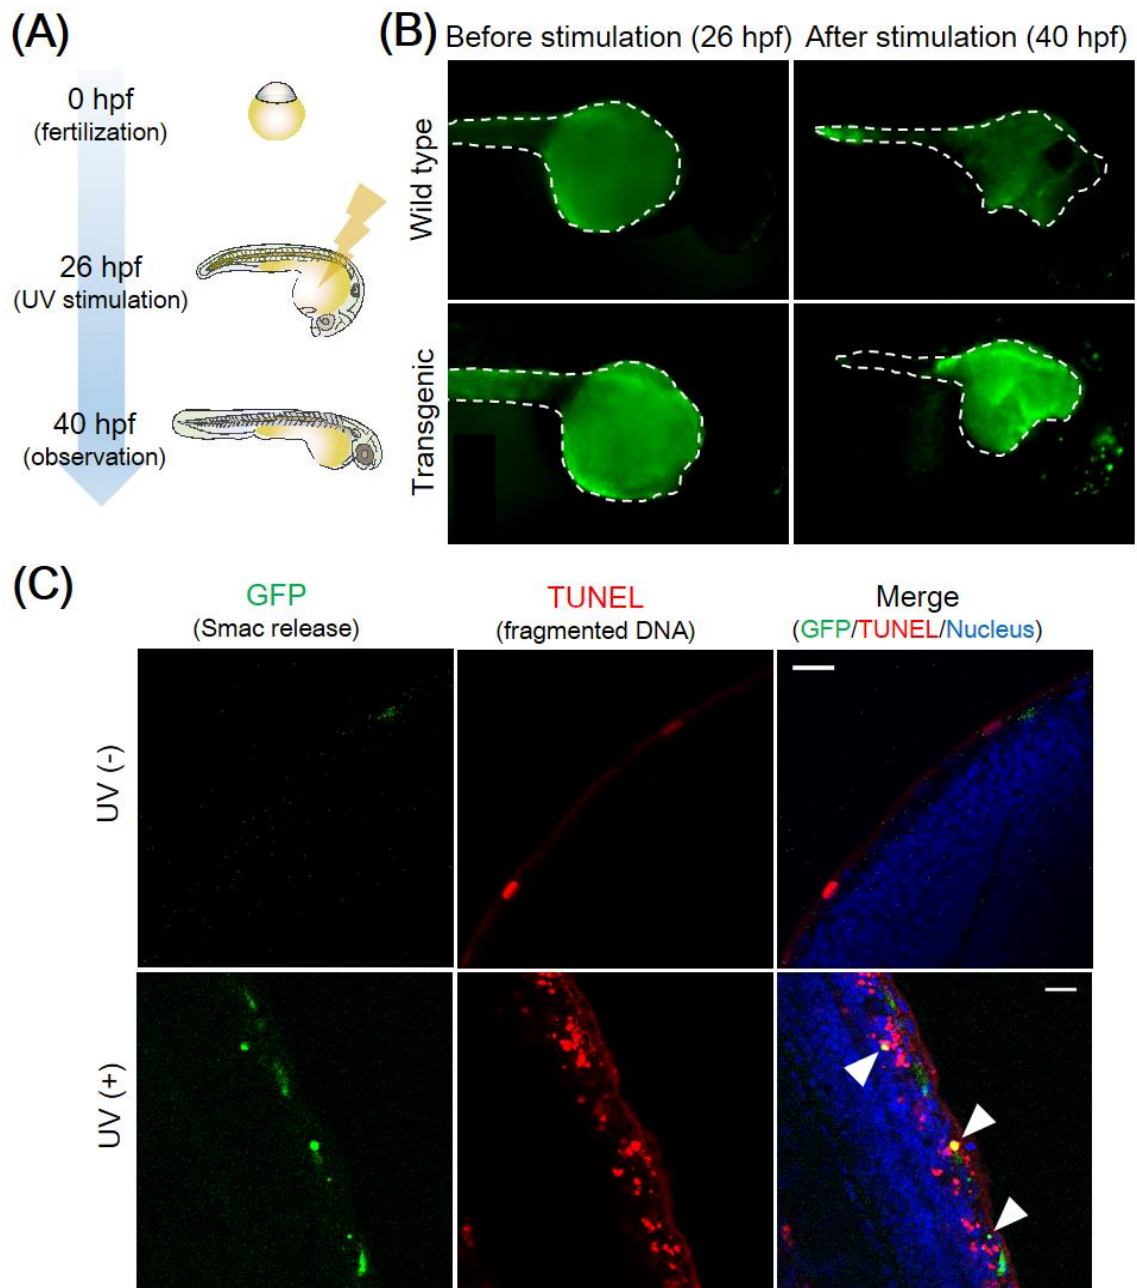 (A)
0 hpf
(fertilization)
26 hpf
(UV stimulation)
40 hpf
(observation)
(B)
Before stimulation (26 hpf)
After stimulation (40 hpf)
Wild type
Transgenic
(C)
GFP
(Smac release)
TUNEL
(fragmented DNA)
Merge
(GFP/TUNEL/Nucleus)
UV (-)
UV (+)